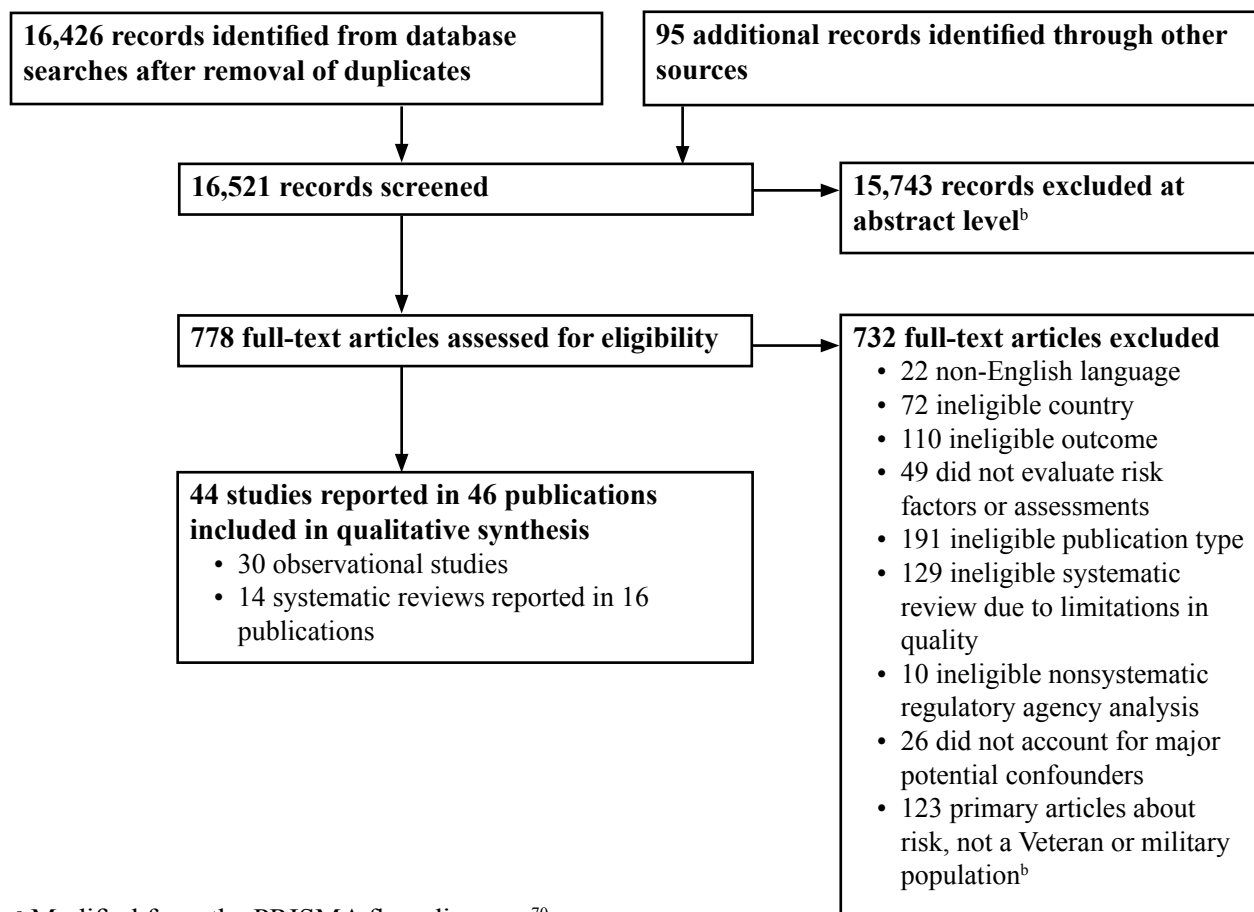 16,426 records identified from database
searches after removal of duplicates
95 additional records identified through other
sources
16,521 records screened
15,743 records excluded at
abstract levelᵇ
778 full-text articles assessed for eligibility
732 full-text articles excluded
• 22 non-English language
• 72 ineligible country
• 110 ineligible outcome
• 49 did not evaluate risk
factors or assessments
• 191 ineligible publication type
• 129 ineligible systematic
review due to limitations in
quality
• 10 ineligible nonsystematic
regulatory agency analysis
• 26 did not account for major
potential confounders
• 123 primary articles about
risk, not a Veteran or military
populationᵇ
44 studies reported in 46 publications
included in qualitative synthesis
• 30 observational studies
• 14 systematic reviews reported in 16
publications